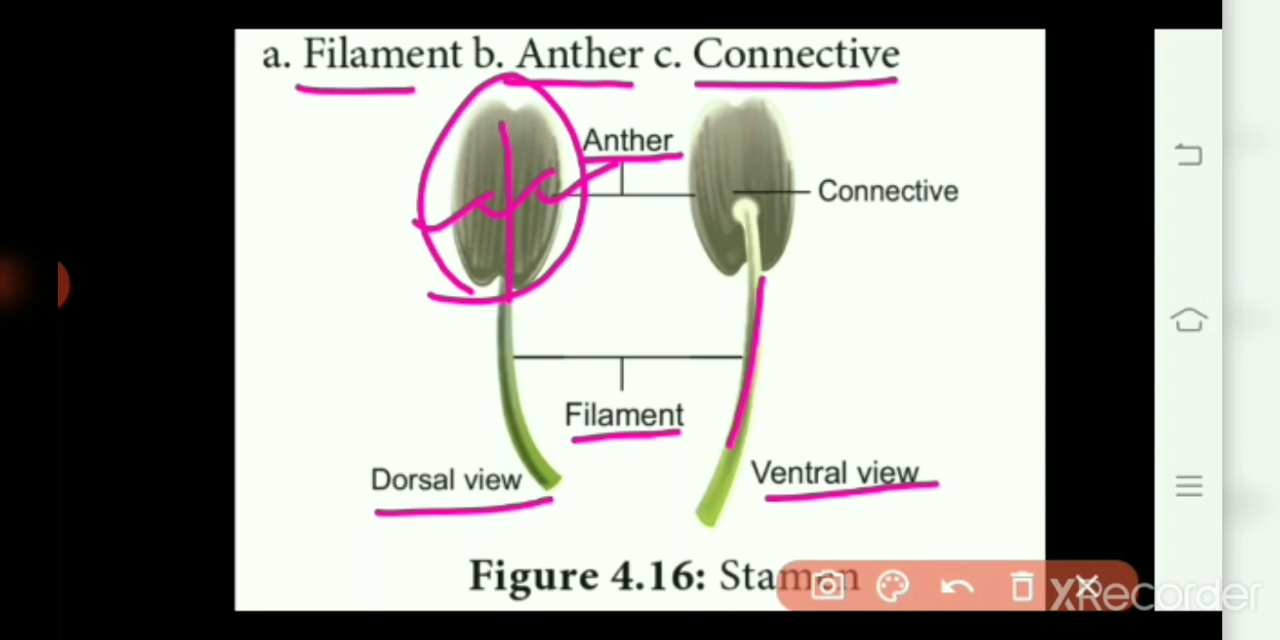 a. Filament b. Anther c. Connective
Anther
Connective
Filament
Dorsal view
Ventral view
Figure 4.16: Stamen
XRecorder